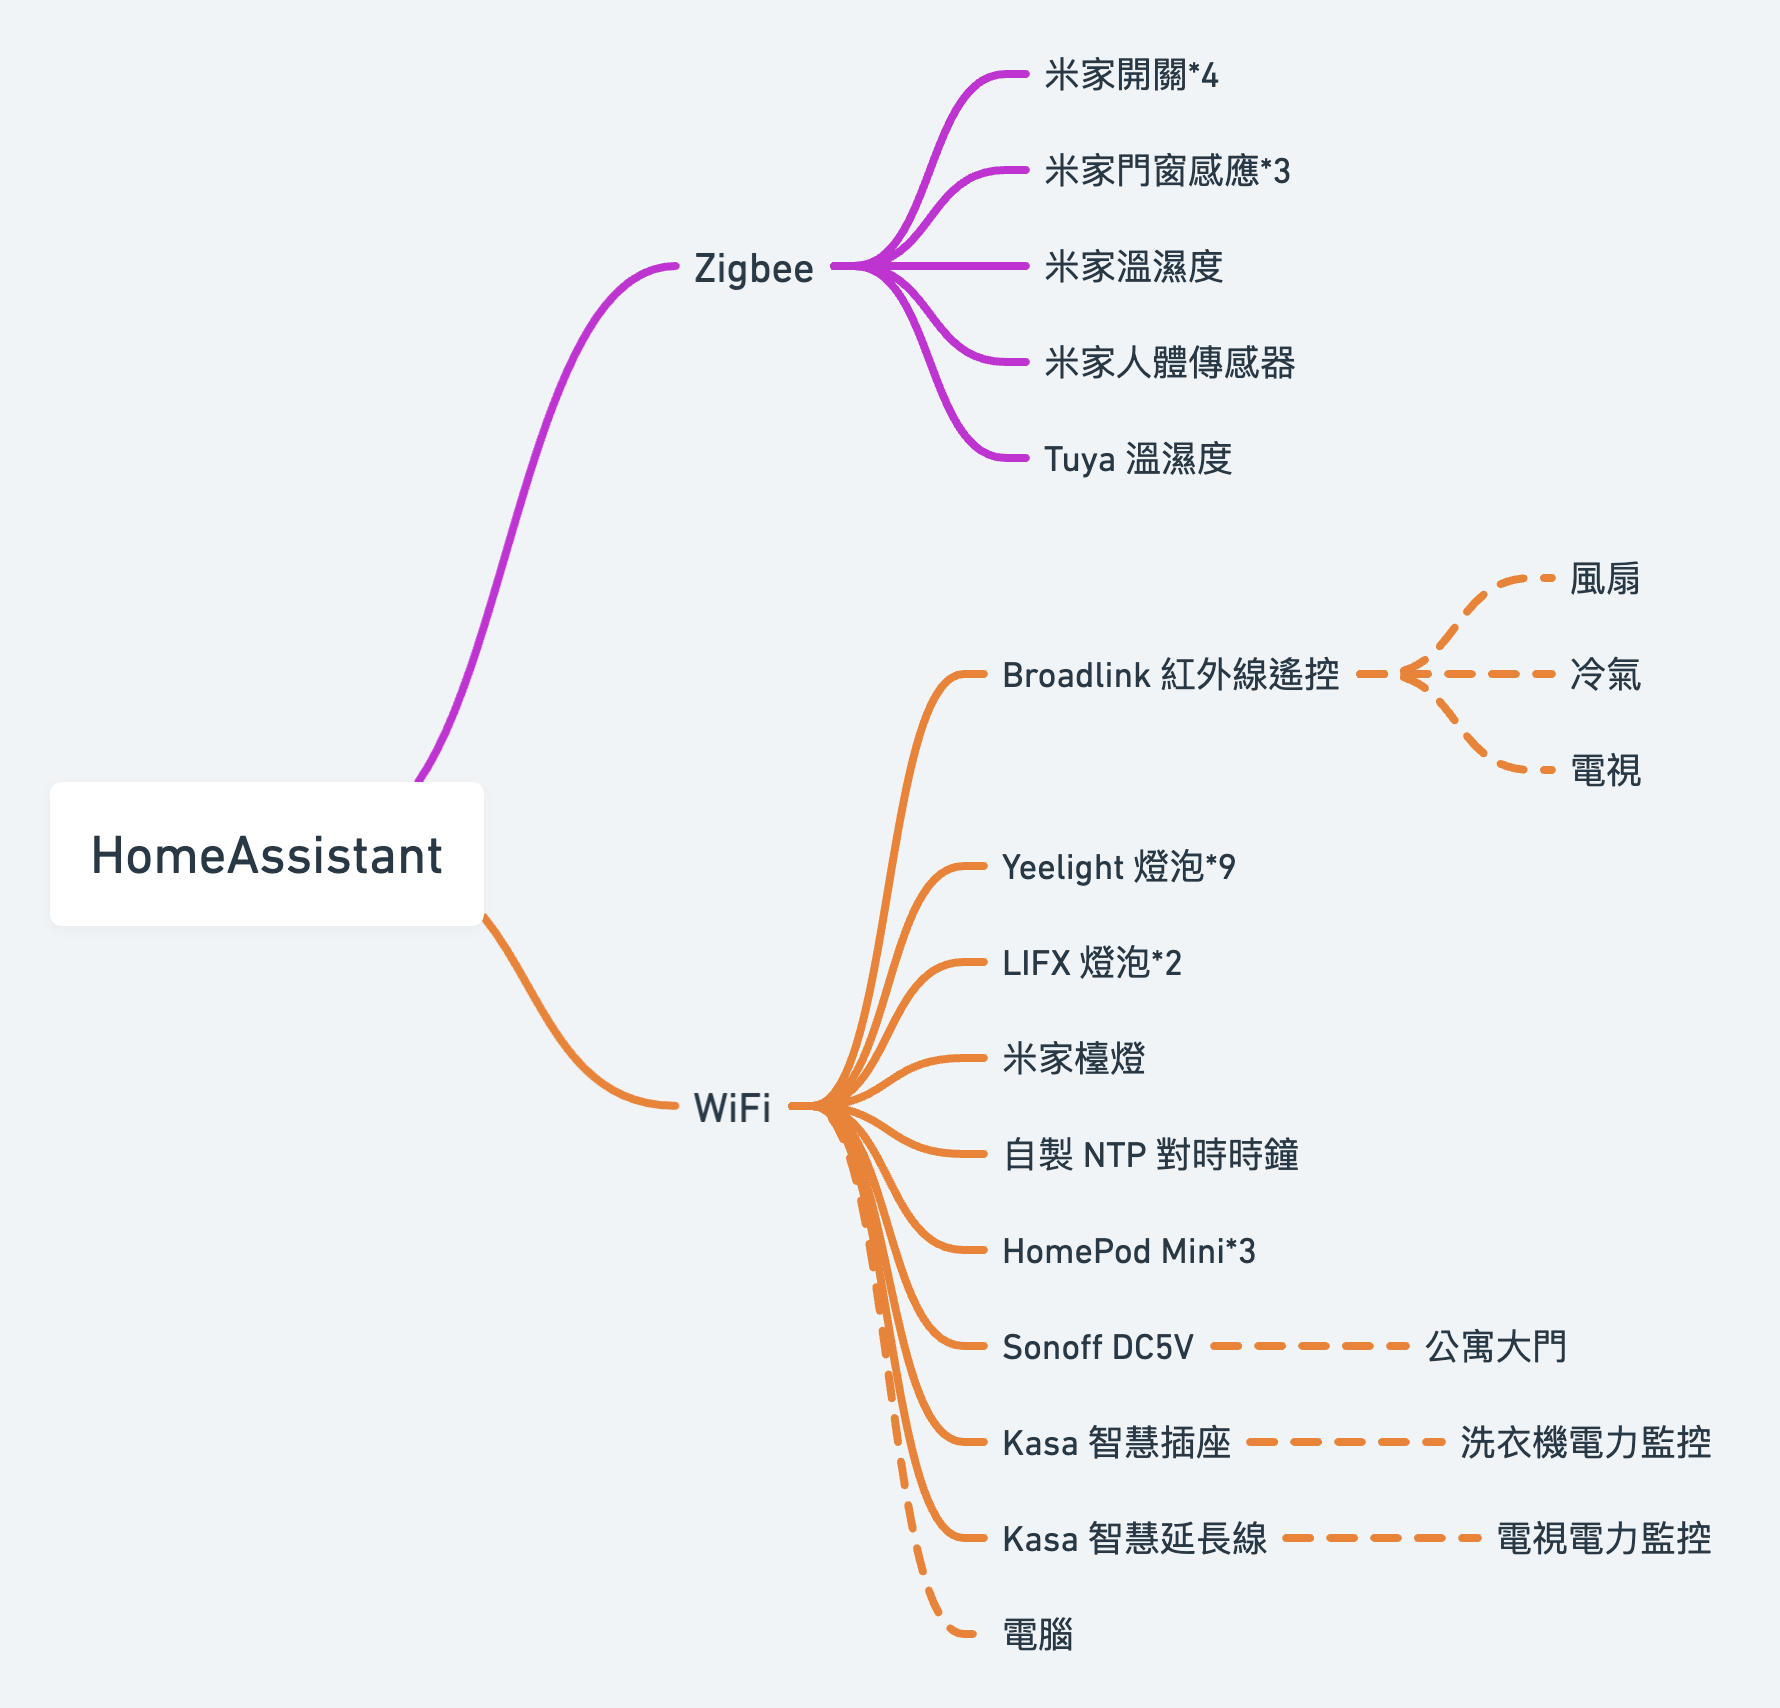 米家開關*4
米家門窗感應*3
Zigbee
米家溫濕度
米家人體傳感器
Tuya 溫濕度
風扇
Broadlink 紅外線遙控
冷氣
電視
HomeAssistant
Yeelight 燈泡*9
LIFX 燈泡*2
米家檯燈
WiFi
自製 NTP 對時時鐘
HomePod Mini*3
Sonoff DC5V
公寓大門
Kasa 智慧插座
洗衣機電力監控
Kasa 智慧延長線
電視電力監控
電腦